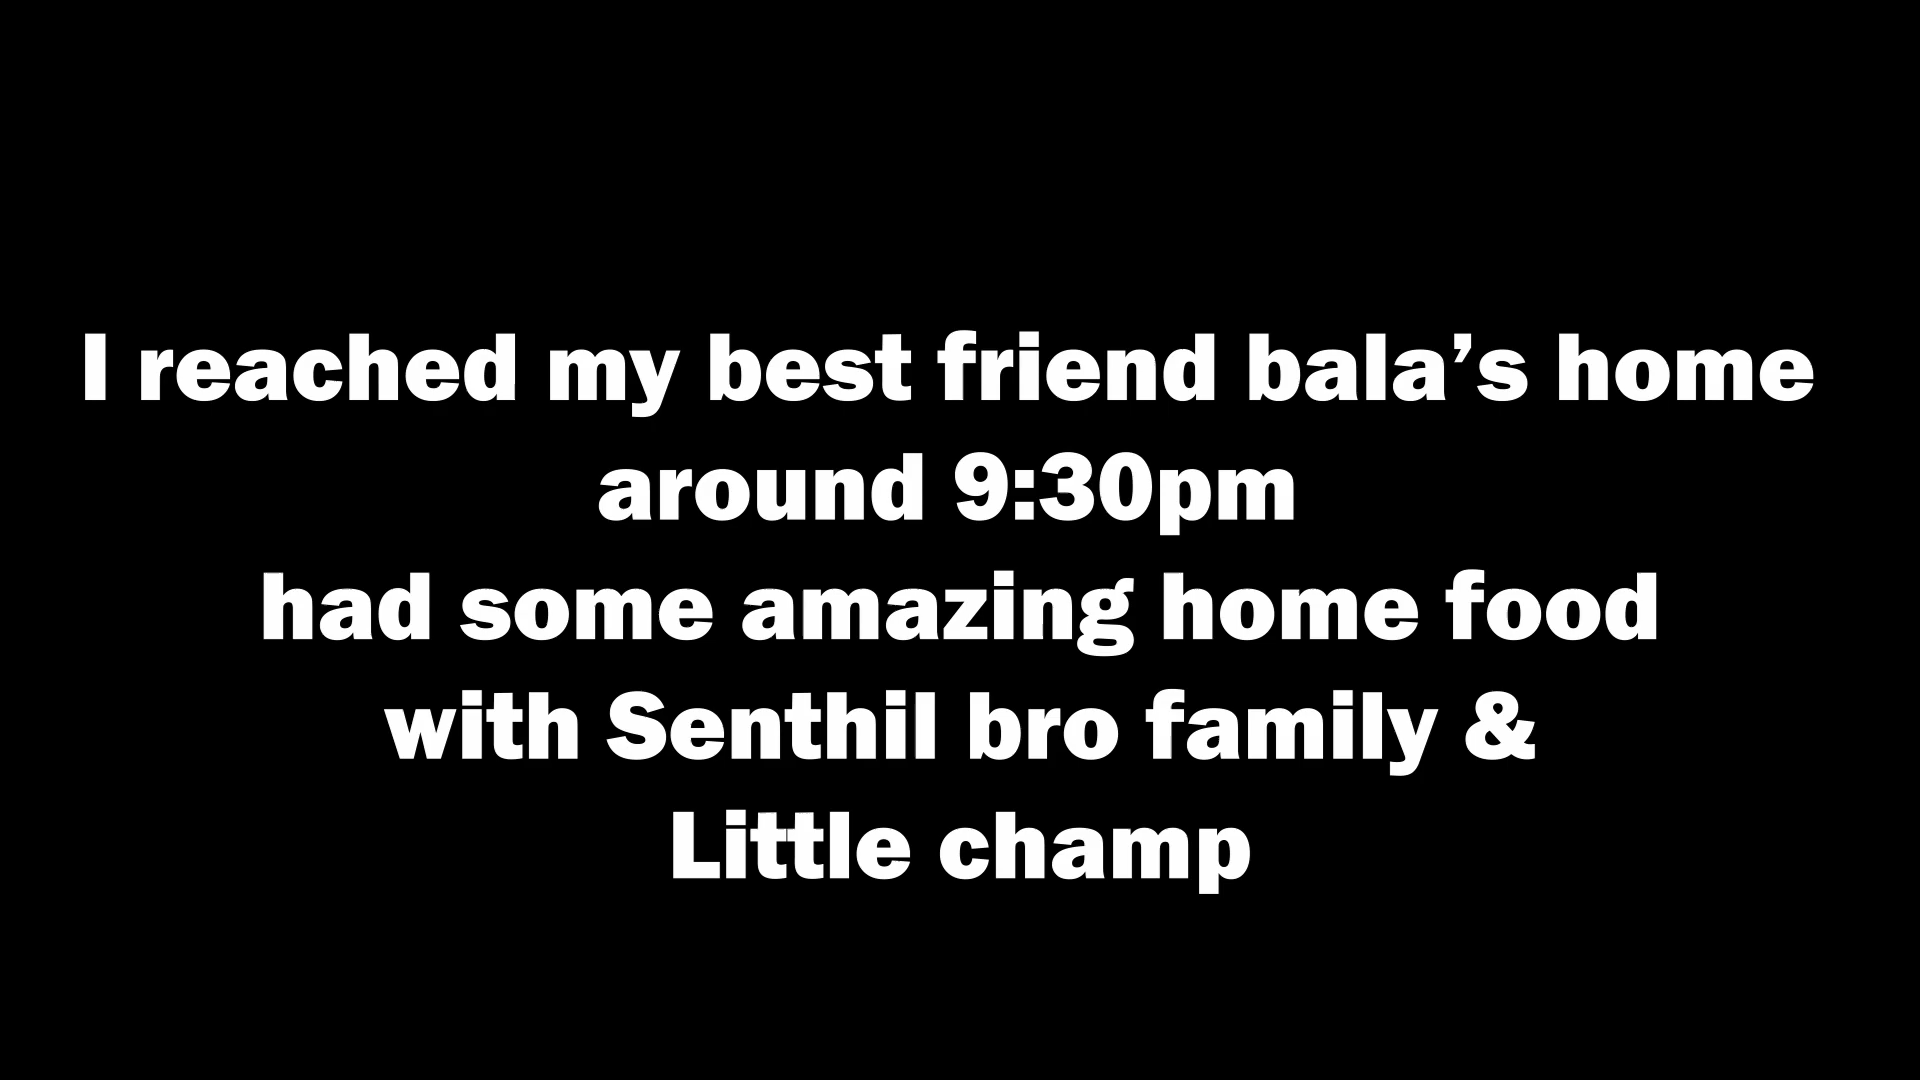 I reached my best friend bala’s home
around 9:30pm
had some amazing home food
with Senthil bro family &
Little champ